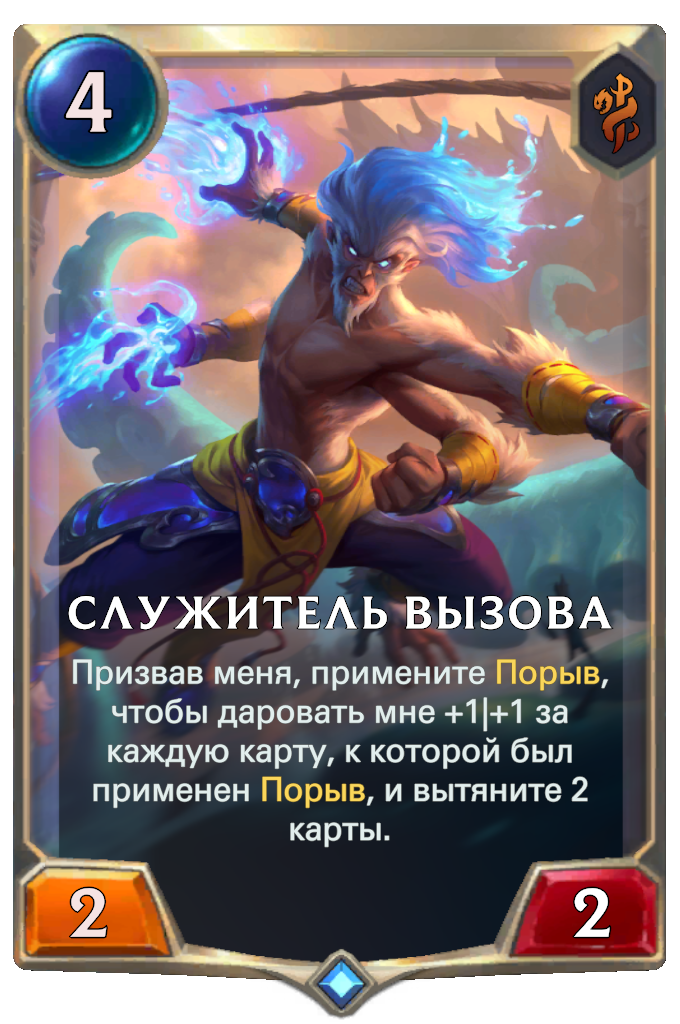 4
СЛУЖИТЕЛЬ ВЫЗОВА
Призвав меня, примените Порыв,
чтобы даровать мне +1|+1 за
каждую карту, к которой был
применен Порыв, и вытяните 2
карты.
2
2